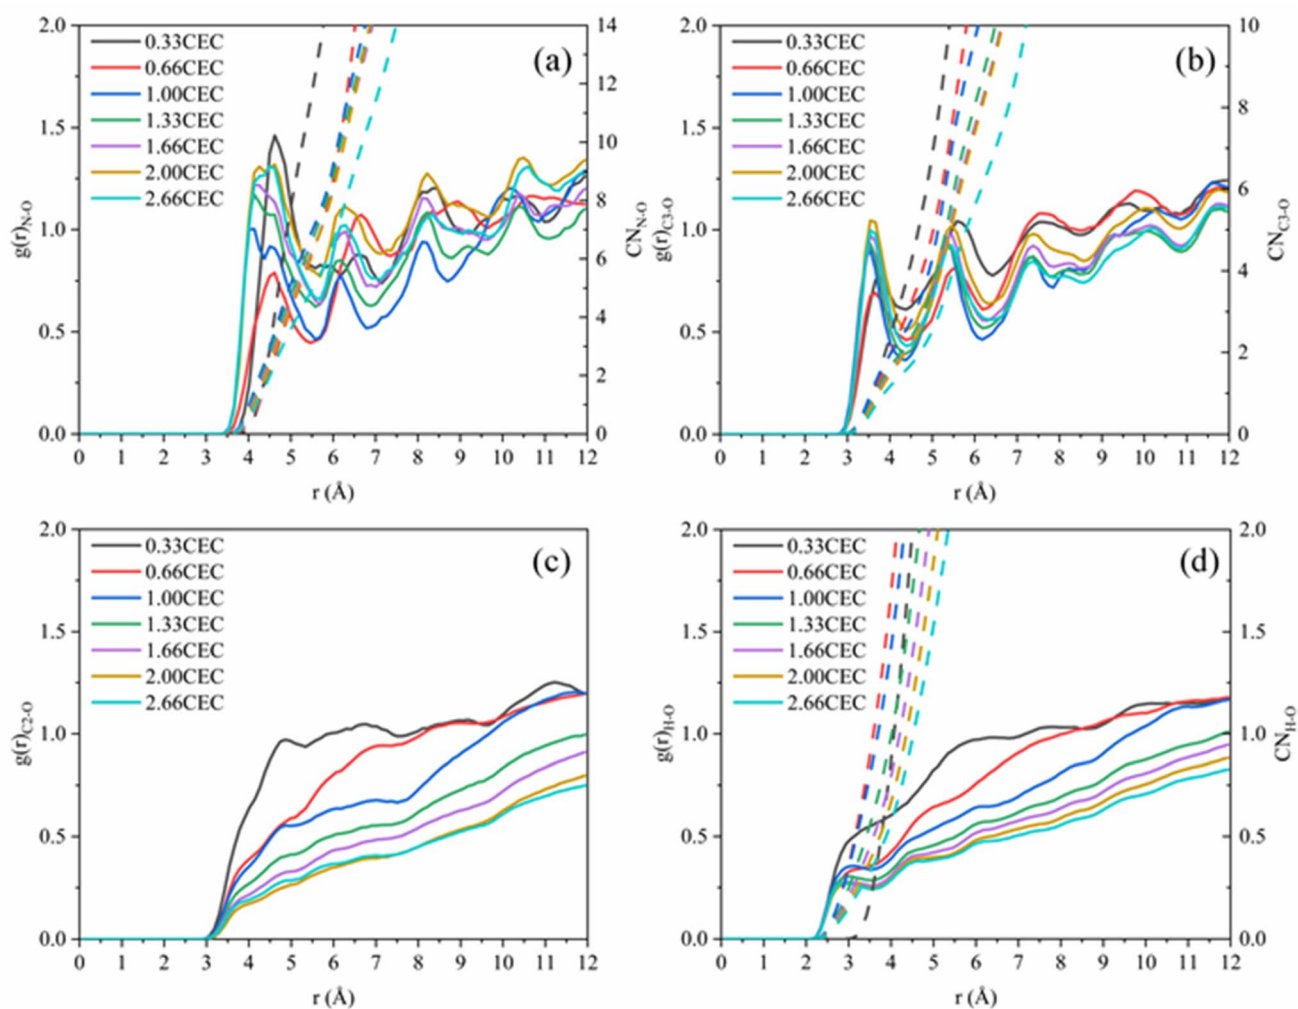 (a)
0.33CEC
0.66CEC
1.00CEC
1.33CEC
1.66CEC
2.00CEC
2.66CEC
g(r)N-O
2.0
1.5
1.0
0.5
0.0
CNN-O
14
12
10
8
6
4
2
0
0 1 2 3 4 5 6 7 8 9 10 11 12
r (Å)
(b)
0.33CEC
0.66CEC
1.00CEC
1.33CEC
1.66CEC
2.00CEC
2.66CEC
g(r)C3-O
2.0
1.5
1.0
0.5
0.0
CNC3-O
10
8
6
4
2
0
0 1 2 3 4 5 6 7 8 9 10 11 12
r (Å)
(c)
0.33CEC
0.66CEC
1.00CEC
1.33CEC
1.66CEC
2.00CEC
2.66CEC
g(r)C2-O
2.0
1.5
1.0
0.5
0.0
0 1 2 3 4 5 6 7 8 9 10 11 12
r (Å)
(d)
0.33CEC
0.66CEC
1.00CEC
1.33CEC
1.66CEC
2.00CEC
2.66CEC
g(r)H-O
2.0
1.5
1.0
0.5
0.0
CNH-O
2.0
1.5
1.0
0.5
0.0
0 1 2 3 4 5 6 7 8 9 10 11 12
r (Å)